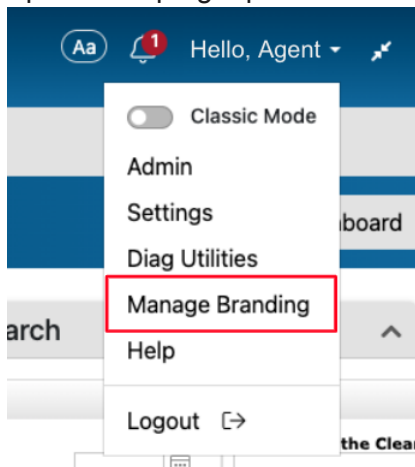 Aa 1 Hello, Agent
Classic Mode
Admin
Settings
board
Diag Utilities
Manage Branding
arch
Help
Logout
the Clea